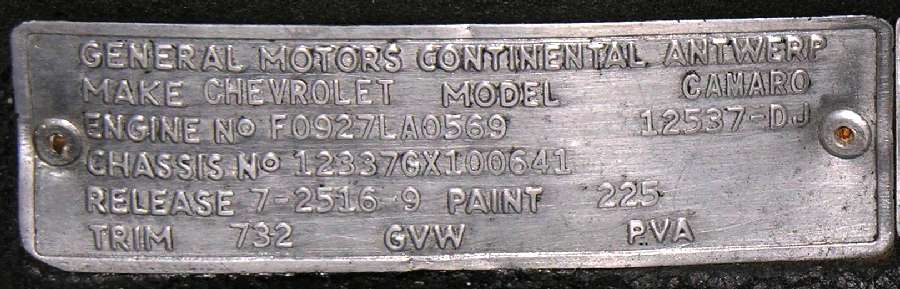 GENERAL MOTORS CONTINENTAL ANTWERP
MAKE CHEVROLET MODEL CAMARO
ENGINE No F0927LA0569 12537-DJ
CHASSIS No 12337GX100641
RELEASE 7-2516-9 PAINT 225
TRIM 732 GVW PVA